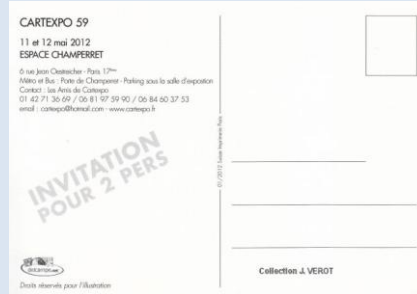 CARTEXPO 59
11 et 12 mai 2012
ESPACE CHAMPERRET
6 rue Jean Oestreicher - Paris 17ème
Métro et Bus : Porte de Champerret - Parking sous la salle d'exposition
Contact : Les Amis de Cartexpo
01 42 71 36 69 / 06 81 97 59 90 / 06 84 60 37 53
email : cartexpo@hotmail.com - www.cartexpo.fr
INVITATION
POUR 2 PERS
Droits réservés pour l'illustration
Collection J. VEROT